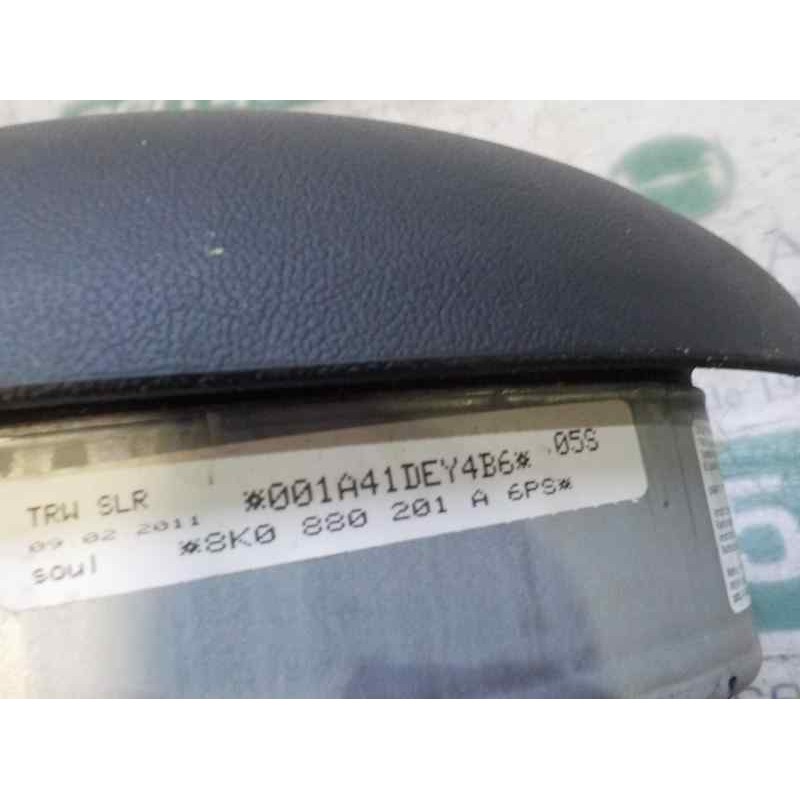 TRW SLR *001A41DEY4B6* 05S
09 02 2011 *8K0 880 201 A 6PS*
soul